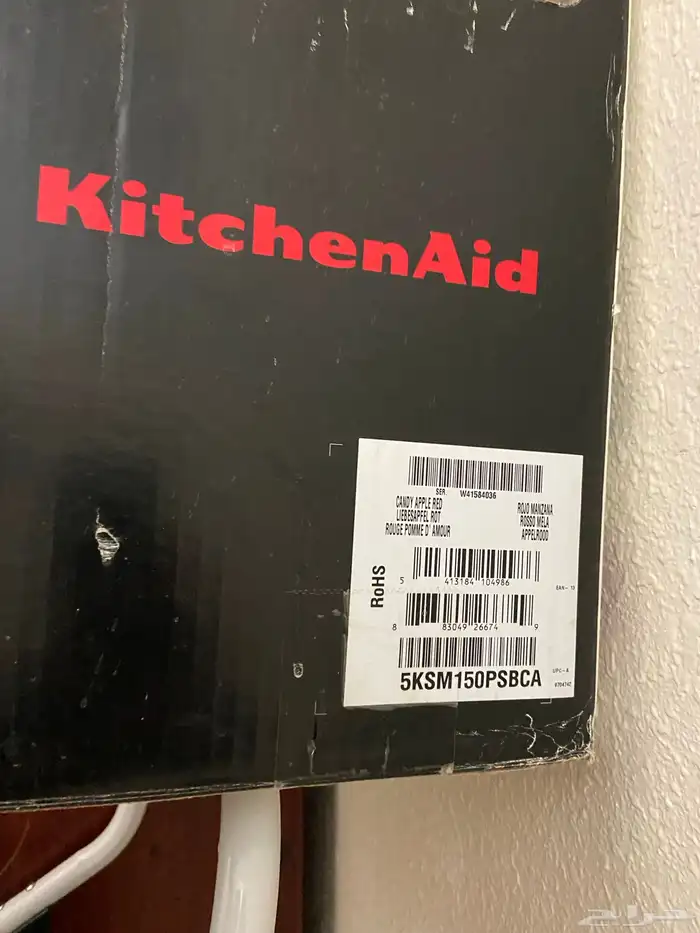 KitchenAid
SER. W41584036
CANDY APPLE RED
LIEBESAPFEL ROT
ROUGE POMME D' AMOUR
ROJO MANZANA
ROSSO MELA
APPELROOD
RoHS
5 413184 104986
EAN- 13
8 83049 26674 9
UPC-A
5KSM150PSBCA
حراج